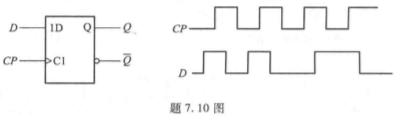 D 1D Q Q
CP C1 Q̅
CP
D
题 7.10 图